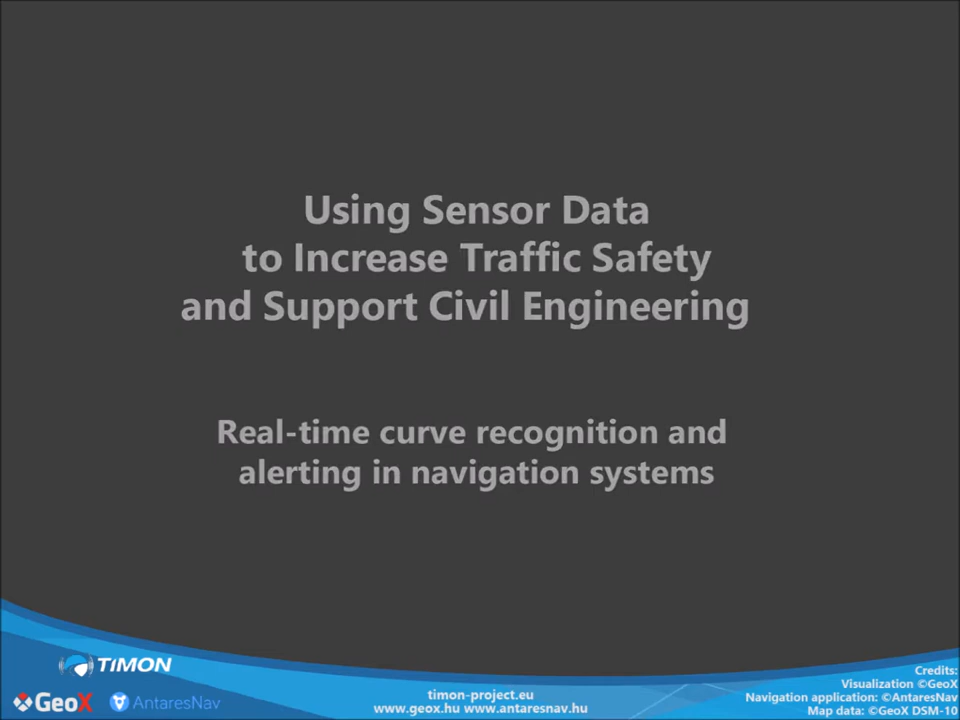 Using Sensor Data
to Increase Traffic Safety
and Support Civil Engineering
Real-time curve recognition and
alerting in navigation systems
TIMON
GeoX AntaresNav
timon-project.eu
www.geox.hu www.antaresnav.hu
Credits:
Visualization ©GeoX
Navigation application: ©AntaresNav
Map data: ©GeoX DSM-10